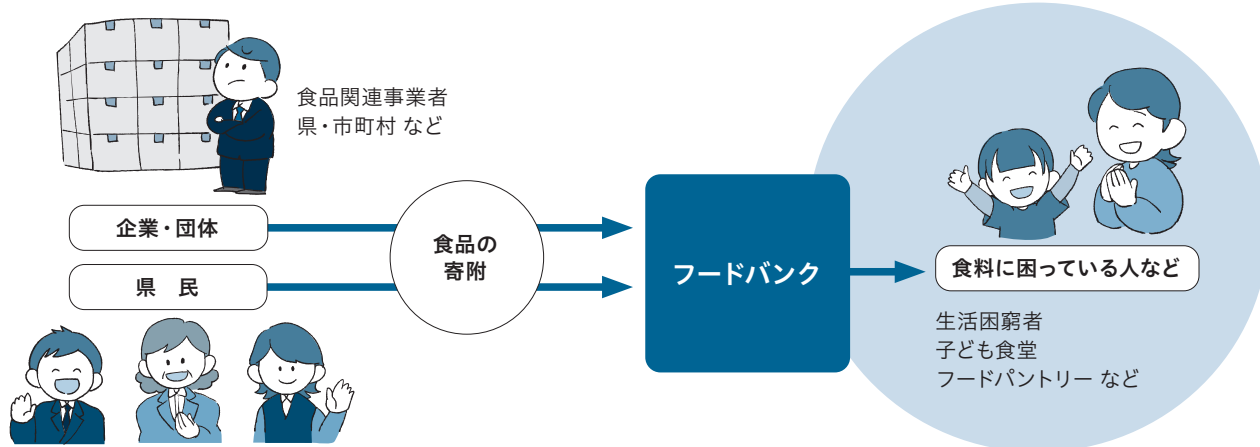 食品関連事業者
県・市町村 など
企業・団体
県　民
食品の
寄附
フードバンク
食料に困っている人など
生活困窮者
子ども食堂
フードパントリー など